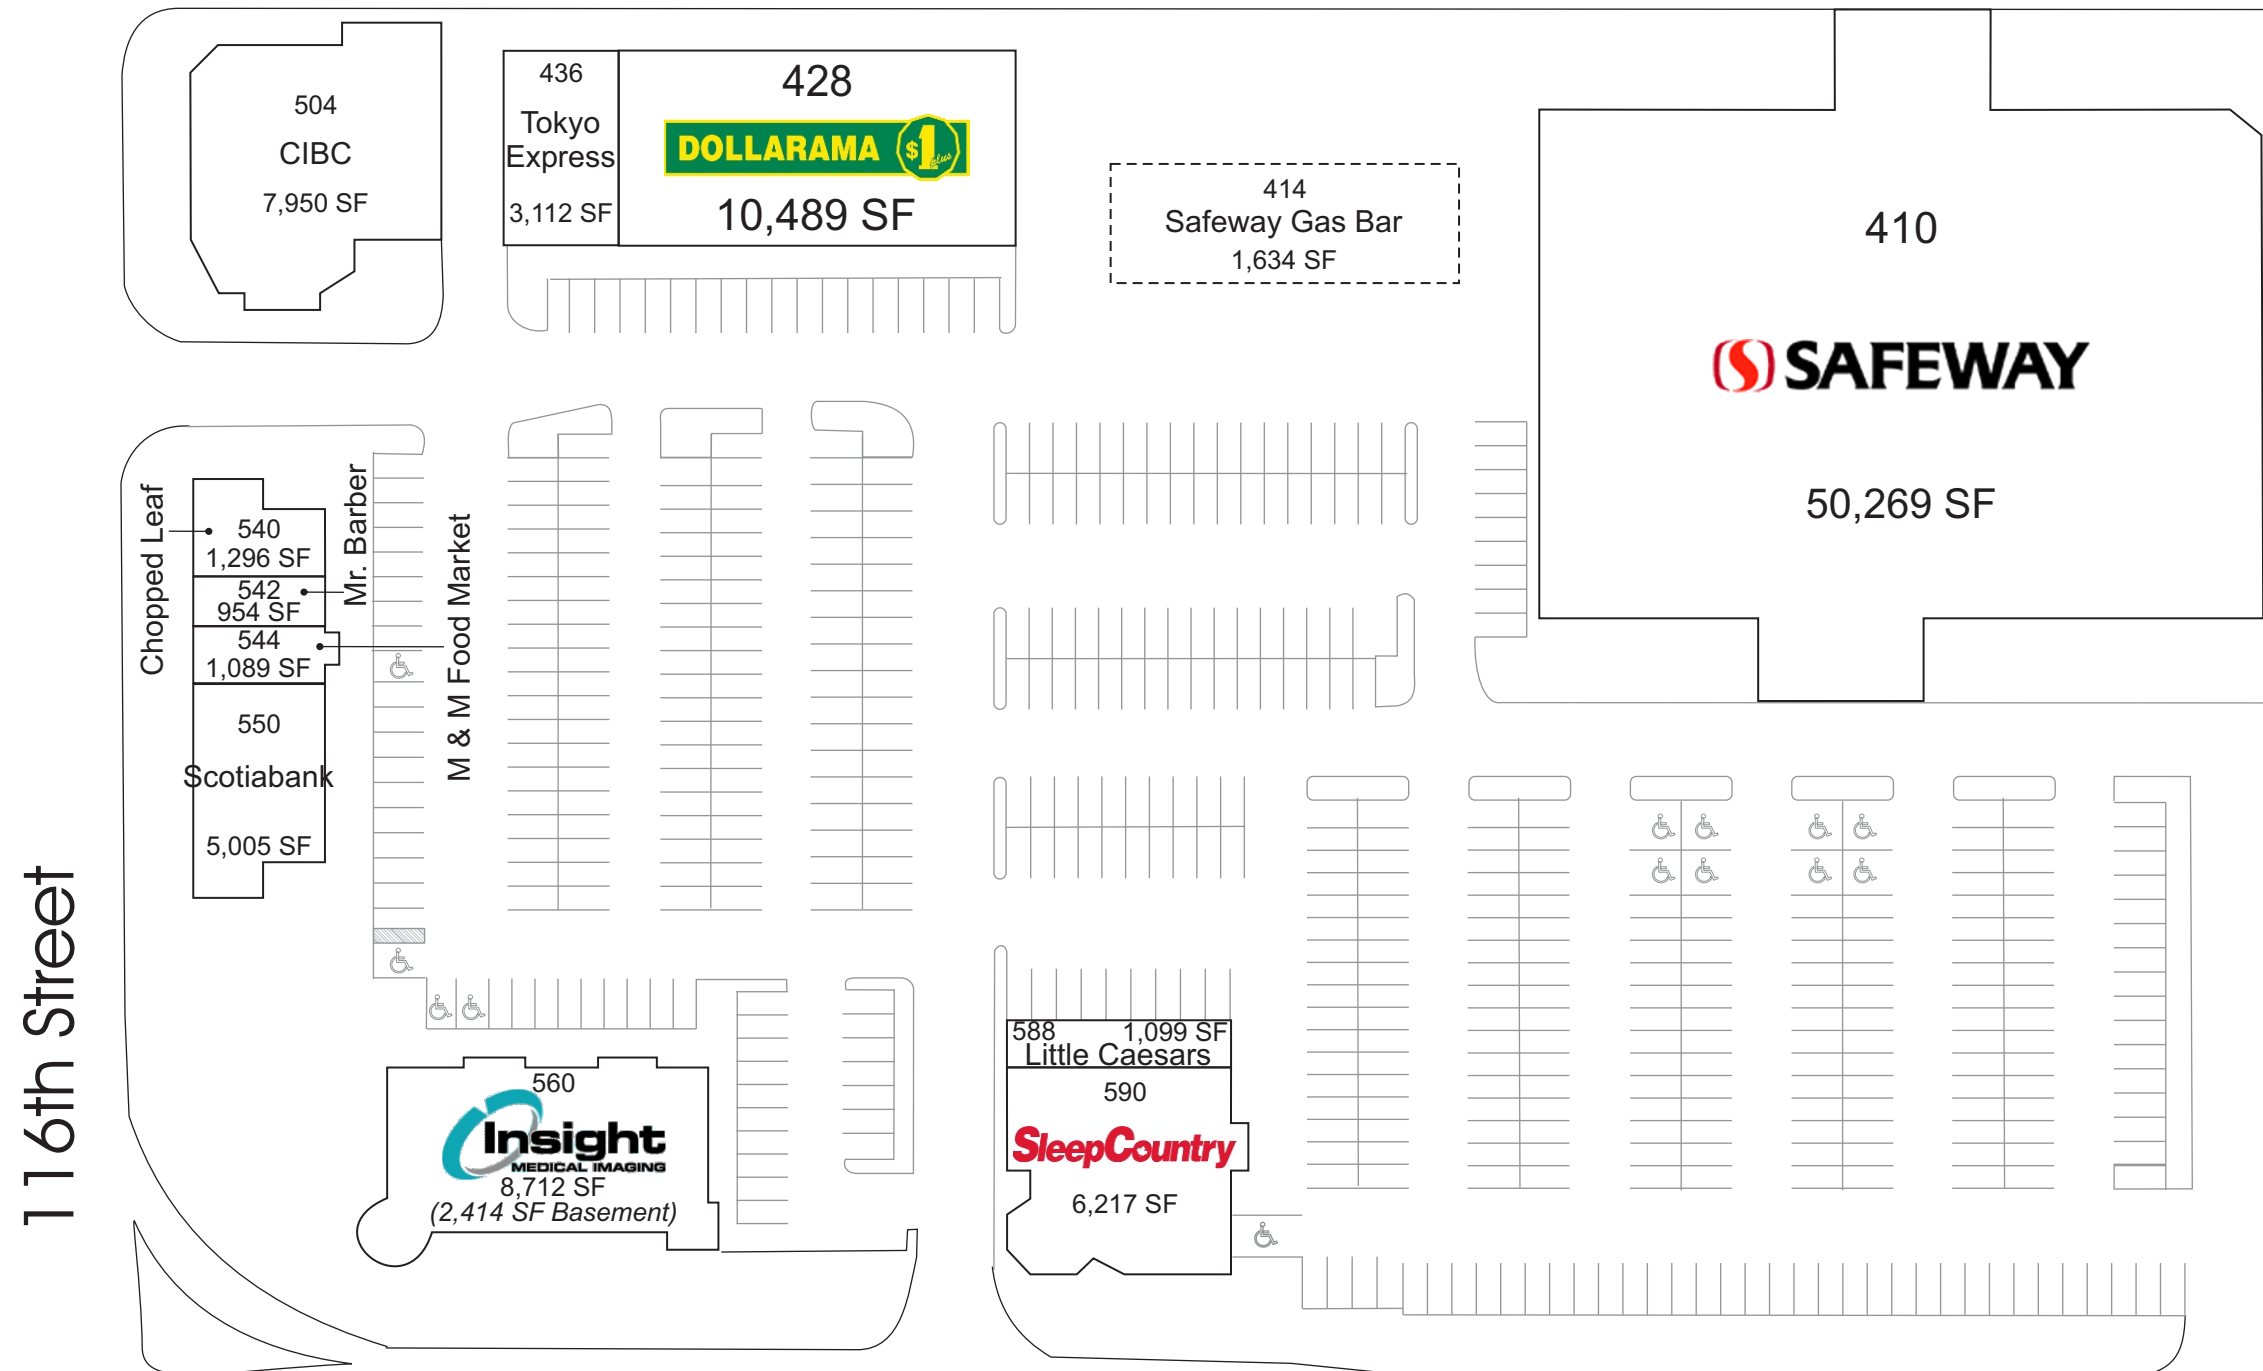 504
CIBC
7,950 SF
436
Tokyo
Express
3,112 SF
428
DOLLARAMA $1 plus
10,489 SF
414
Safeway Gas Bar
1,634 SF
410
SAFEWAY
50,269 SF
Chopped Leaf
540
1,296 SF
Mr. Barber
542
954 SF
M & M Food Market
544
1,089 SF
550
Scotiabank
5,005 SF
116th Street
560
Insight
MEDICAL IMAGING
8,712 SF
(2,414 SF Basement)
588 1,099 SF
Little Caesars
590
SleepCountry
6,217 SF